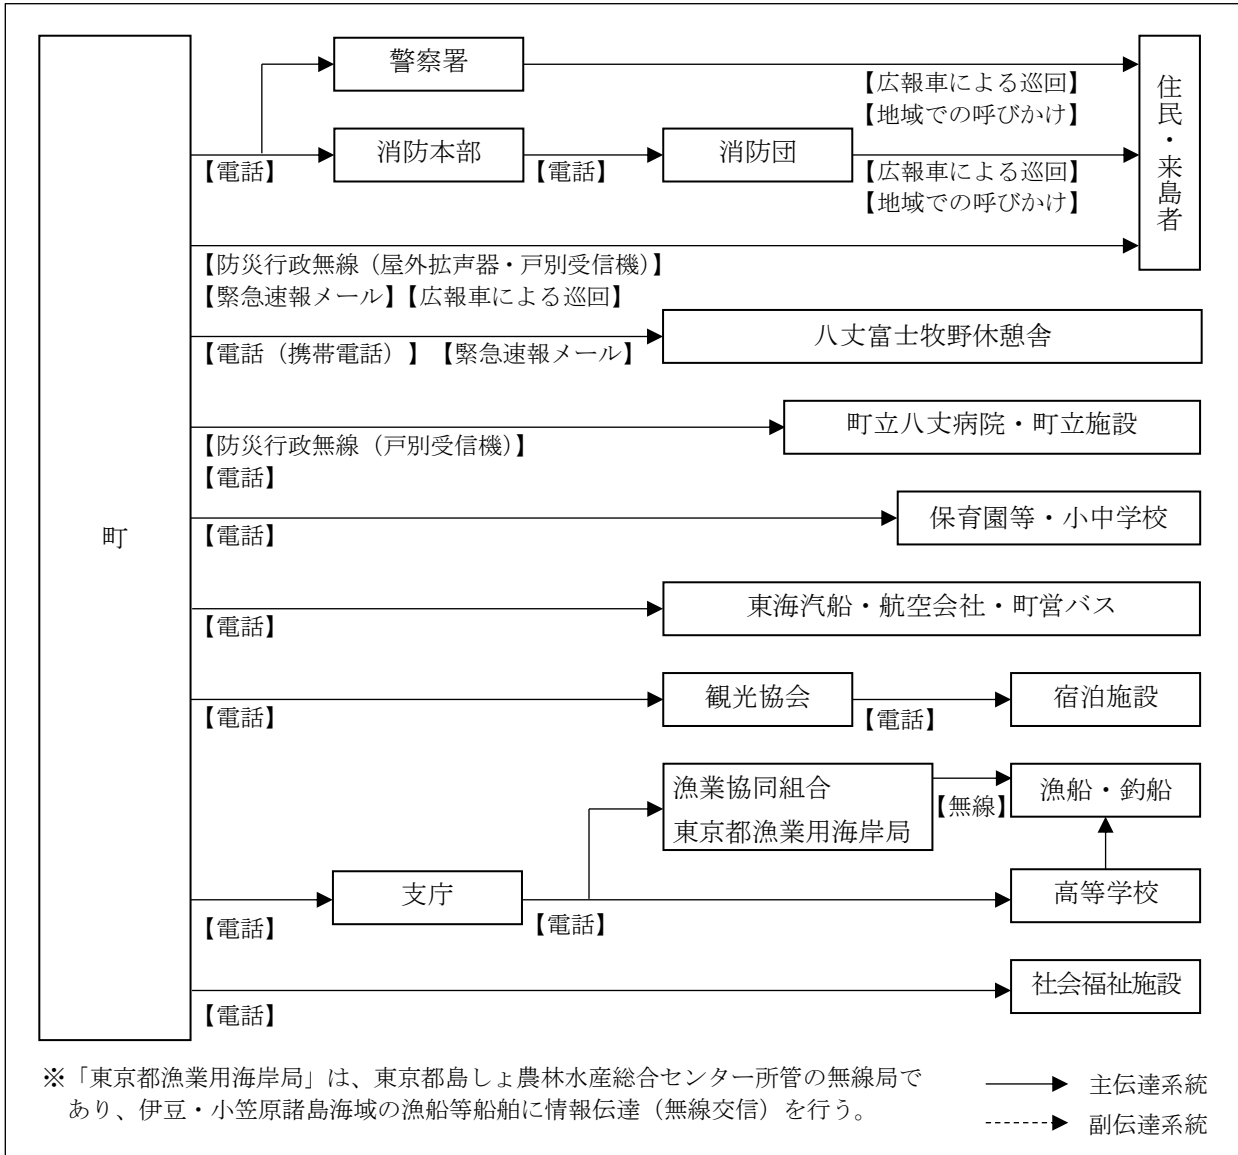 警察署
【広報車による巡回】
【地域での呼びかけ】
住民・来島者
消防本部
【電話】
【電話】
消防団
【広報車による巡回】
【地域での呼びかけ】
【防災行政無線（屋外拡声器・戸別受信機）】
【緊急速報メール】【広報車による巡回】
八丈富士牧野休憩舎
【電話（携帯電話）】【緊急速報メール】
町立八丈病院・町立施設
【防災行政無線（戸別受信機）】
【電話】
町
保育園等・小中学校
【電話】
東海汽船・航空会社・町営バス
【電話】
観光協会
宿泊施設
【電話】
【電話】
漁業協同組合
東京都漁業用海岸局
【無線】
漁船・釣船
支庁
高等学校
【電話】
【電話】
社会福祉施設
【電話】
※「東京都漁業用海岸局」は、東京都島しょ農林水産総合センター所管の無線局で
あり、伊豆・小笠原諸島海域の漁船等船舶に情報伝達（無線交信）を行う。
主伝達系統
副伝達系統